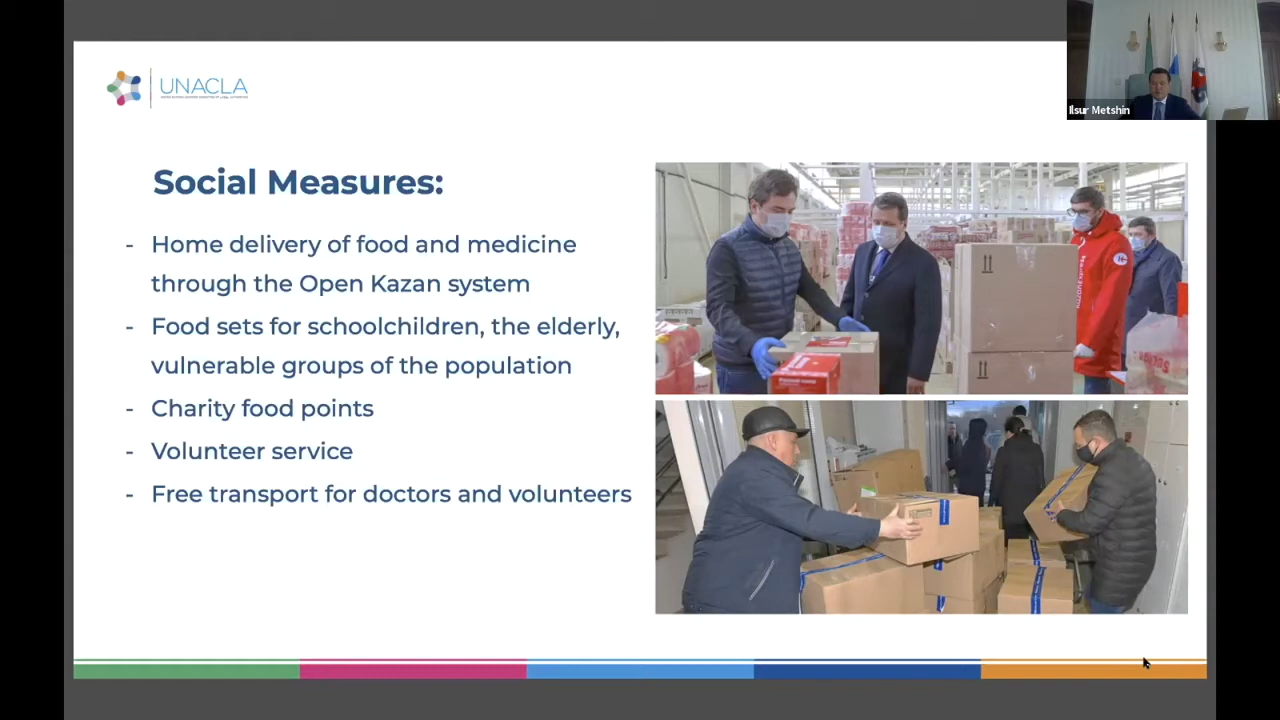 UNACLA
Ilsur Metshin
Social Measures:
- Home delivery of food and medicine
through the Open Kazan system
- Food sets for schoolchildren, the elderly,
vulnerable groups of the population
- Charity food points
- Volunteer service
- Free transport for doctors and volunteers